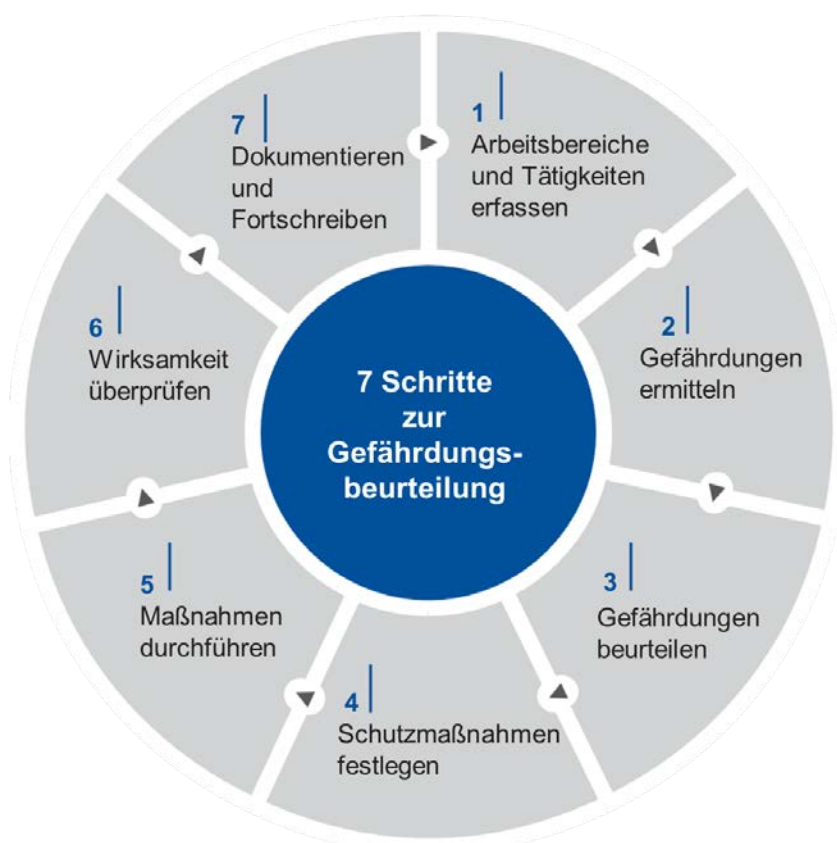 7 Schritte
zur
Gefährdungs-
beurteilung
1
Arbeitsbereiche
und Tätigkeiten
erfassen
2
Gefährdungen
ermitteln
3
Gefährdungen
beurteilen
4
Schutzmaßnahmen
festlegen
5
Maßnahmen
durchführen
6
Wirksamkeit
überprüfen
7
Dokumentieren
und
Fortschreiben